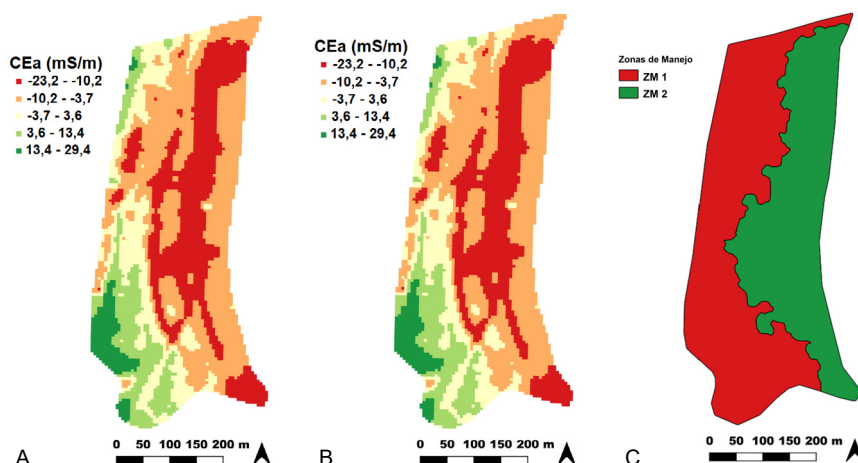 CEa (mS/m)
-23,2 - -10,2
-10,2 - -3,7
-3,7 - 3,6
3,6 - 13,4
13,4 - 29,4
A
0 50 100 150 200 m
CEa (mS/m)
-23,2 - -10,2
-10,2 - -3,7
-3,7 - 3,6
3,6 - 13,4
13,4 - 29,4
B
0 50 100 150 200 m
Zonas de Manejo
ZM 1
ZM 2
C
0 50 100 150 200 m